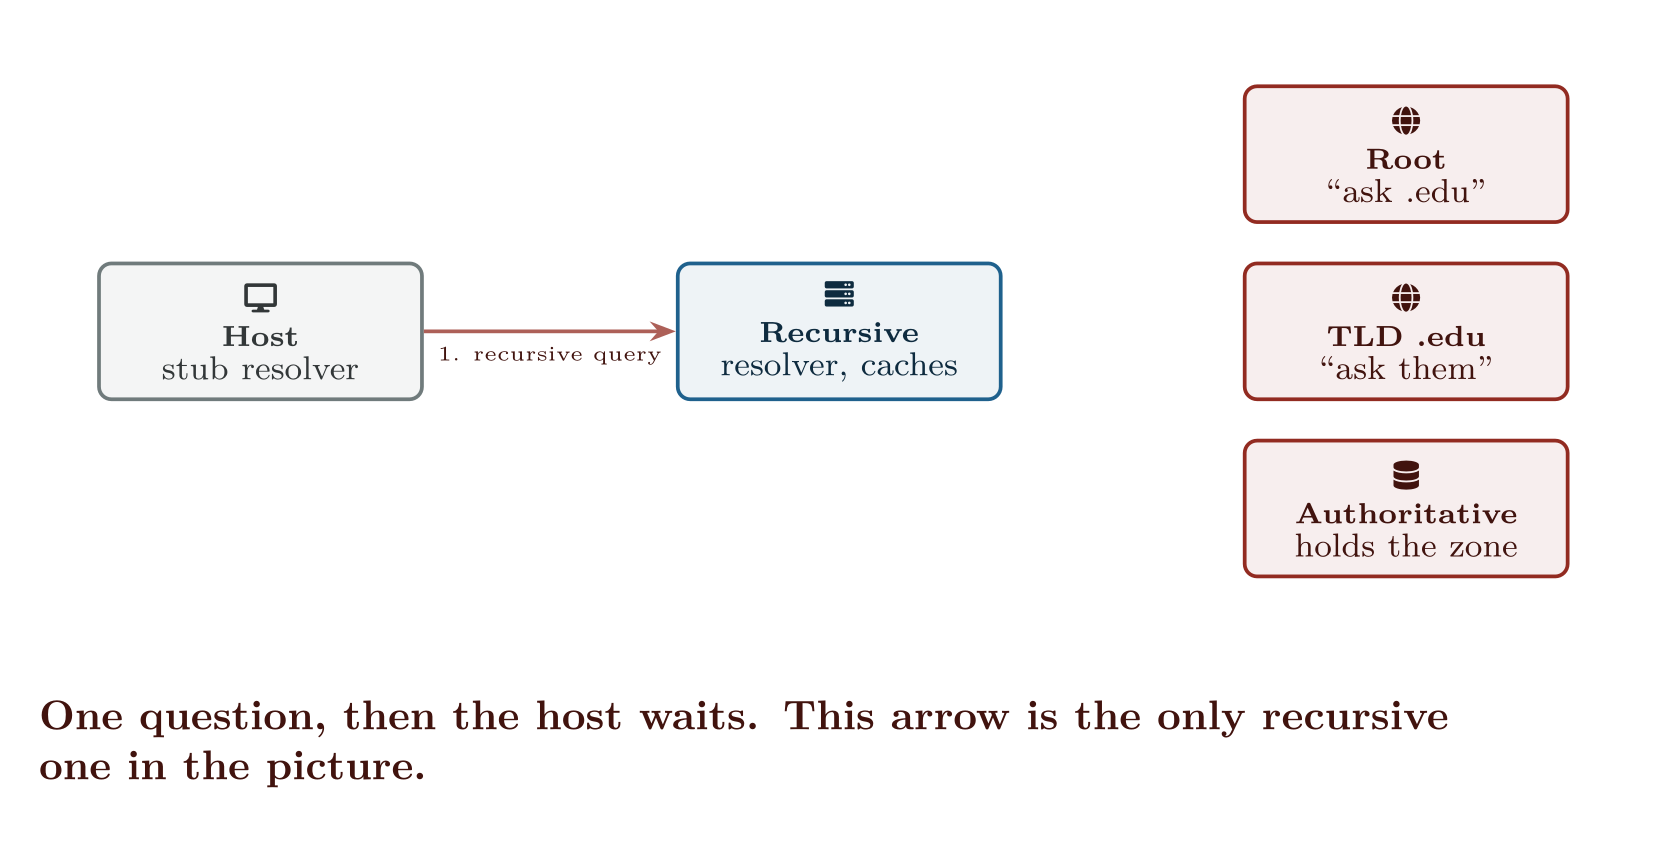 Root
“ask .edu”
Host
stub resolver
1. recursive query
Recursive
resolver, caches
TLD .edu
“ask them”
Authoritative
holds the zone
One question, then the host waits. This arrow is the only recursive
one in the picture.